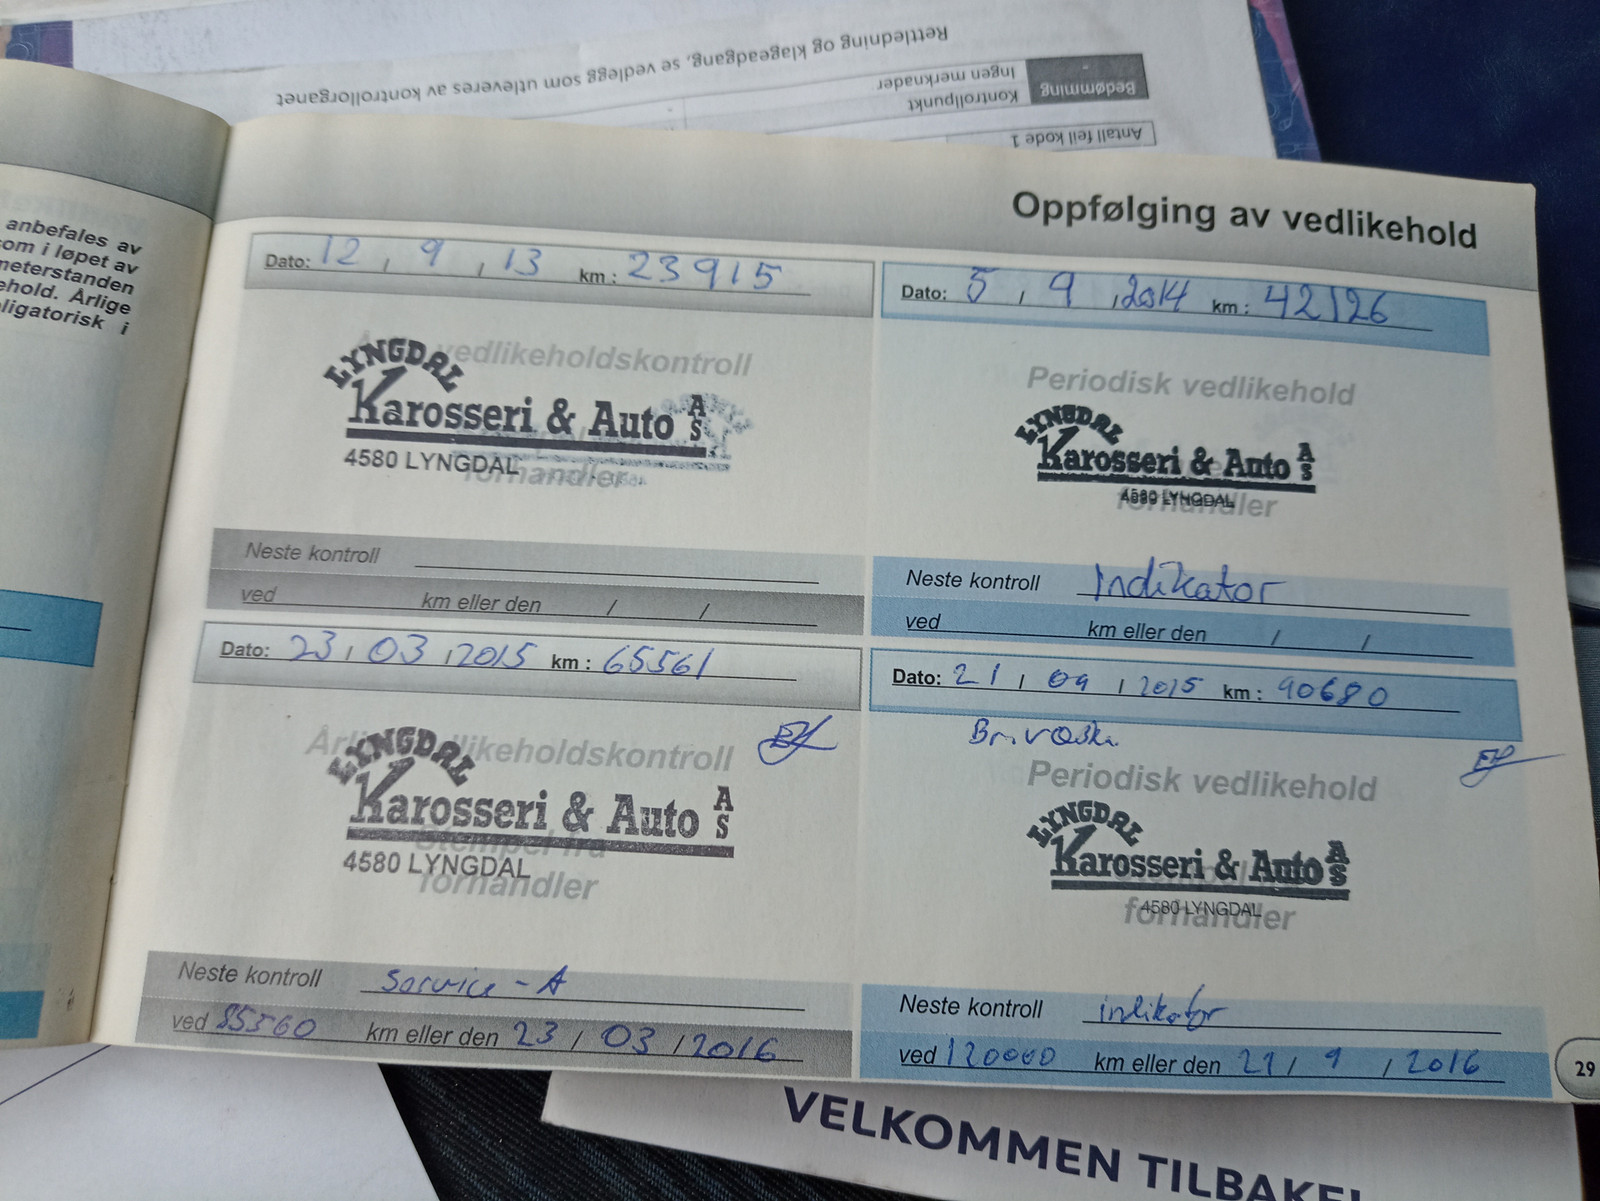 Rettledning og klageadgang, se vedlegg som utleveres av kontrollorganet
Bedømming
Ingen merknader
Kontrollpunkt
Antall feil kode 1
anbefales av
om i løpet av
meterstanden
ehold. Årlige
ligatorisk i
Oppfølging av vedlikehold
Dato: 12 , 9 , 13 km : 23915
vedlikeholdskontroll
LYNGDAL
Karosseri & Auto AS
4580 LYNGDAL
forhandler
Neste kontroll
ved km eller den / /
Dato: 5 , 9 , 2014 km : 42126
Periodisk vedlikehold
LYNGDAL
Karosseri & Auto AS
4580 LYNGDAL
forhandler
Neste kontroll Indikator
ved km eller den / /
Dato: 23 , 03 , 2015 km : 65561
Årlig vedlikeholdskontroll
LYNGDAL
Karosseri & Auto AS
stempel fra
4580 LYNGDAL
forhandler
Neste kontroll Service - A
ved 85560 km eller den 23 / 03 / 2016
Dato: 21 , 09 , 2015 km : 90680
Periodisk vedlikehold
LYNGDAL
Karosseri & Auto AS
4580 LYNGDAL
forhandler
Neste kontroll indikator
ved 120000 km eller den 21 / 9 / 2016
29
VELKOMMEN TILBAKE!